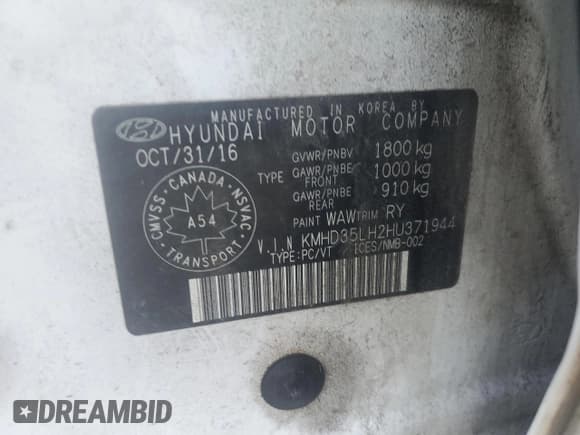 MANUFACTURED IN KOREA BY
HYUNDAI MOTOR COMPANY
OCT/31/16
GVWR/PNBV 1800 kg
TYPE GAWR/PNBE FRONT 1000 kg
GAWR/PNBE REAR 910 kg
PAINT WAW TRIM RY
V.I.N KMHD35LH2HU371944
TYPE:PC/VT ICES/NMB-002
CMVSS · CANADA · NSVAC
A54
TRANSPORT
DREAMBID